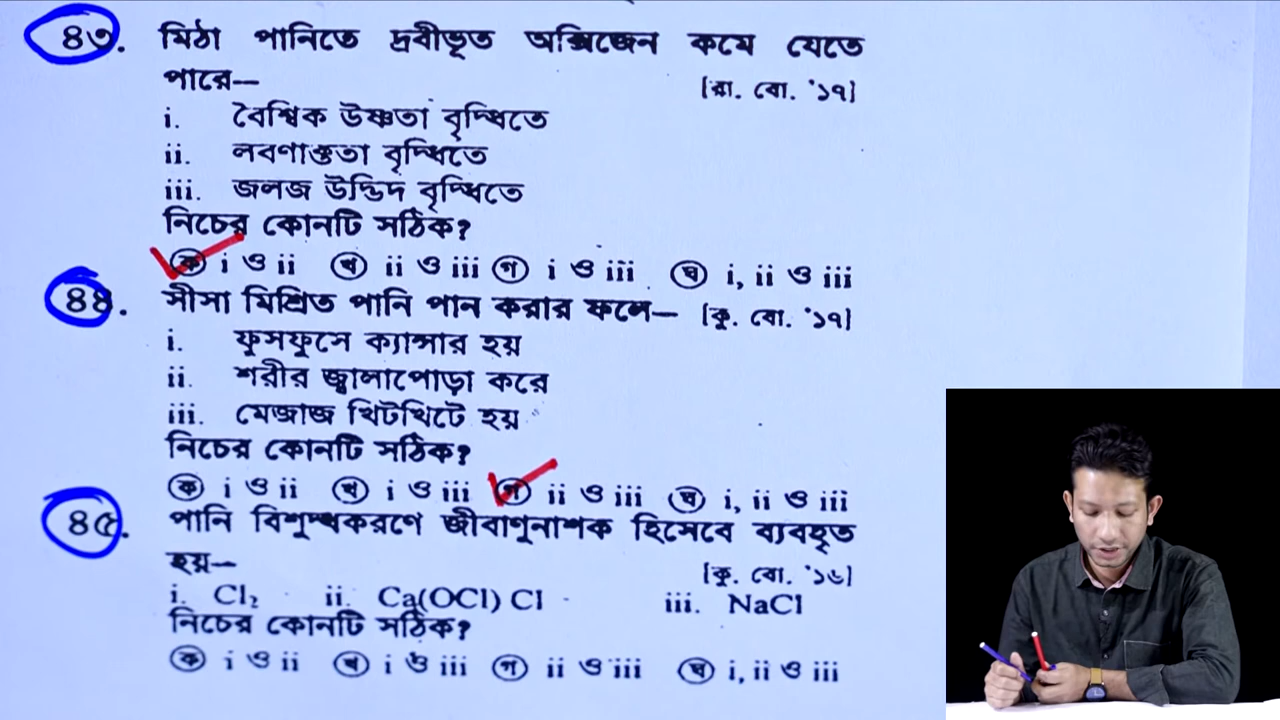 ৪৩. মিঠা পানিতে দ্রবীভূত অক্সিজেন কমে যেতে
পারে— [রা. বো. '১৭]
i. বৈশ্বিক উষ্ণতা বৃদ্ধিতে
ii. লবণাক্ততা বৃদ্ধিতে
iii. জলজ উদ্ভিদ বৃদ্ধিতে
নিচের কোনটি সঠিক?
ক i ও ii খ ii ও iii গ i ও iii ঘ i, ii ও iii
৪৪. সীসা মিশ্রিত পানি পান করার ফলে— [কু. বো. '১৭]
i. ফুসফুসে ক্যান্সার হয়
ii. শরীর জ্বালাপোড়া করে
iii. মেজাজ খিটখিটে হয়
নিচের কোনটি সঠিক?
ক i ও ii খ i ও iii গ ii ও iii ঘ i, ii ও iii
৪৫. পানি বিশুদ্ধকরণে জীবাণুনাশক হিসেবে ব্যবহৃত
হয়— [কু. বো. '১৬]
i. Cl₂ ii. Ca(OCl) Cl iii. NaCl
নিচের কোনটি সঠিক?
ক i ও ii খ i ও iii গ ii ও iii ঘ i, ii ও iii